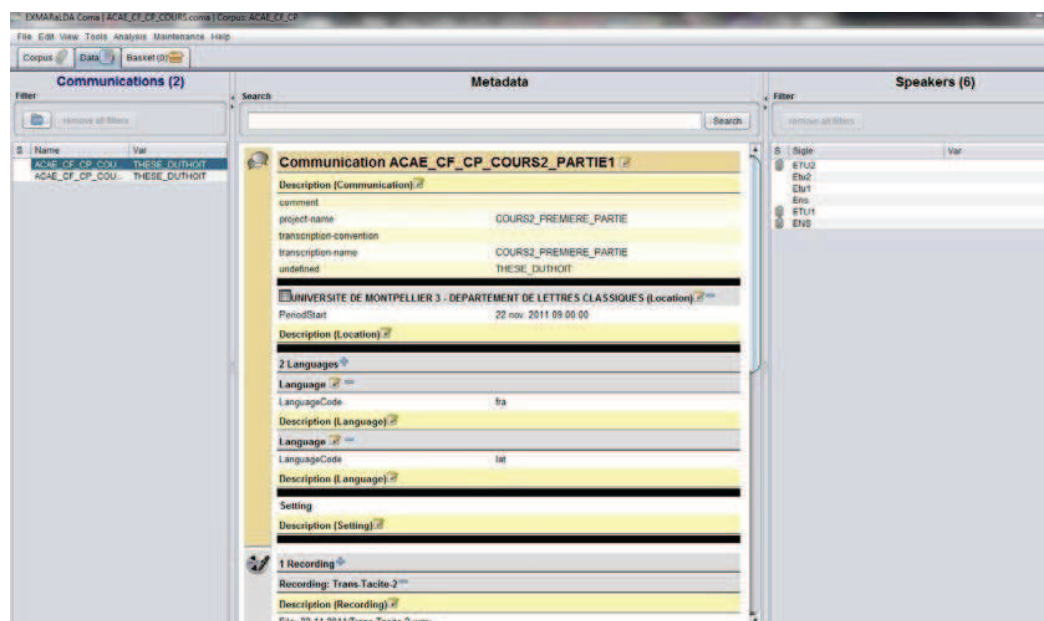 EXMARaLDA Coma | ACAE_CF_CP_COURS.coma | Corpus: ACAE_CF_CP
File Edit View Tools Analysis Maintenance Help
Corpus Data Basket (0)
Communications (2)
Filter
remove all filters
S Name Var
ACAE_CF_CP_COU... THESE_DUTHOIT
ACAE_CF_CP_COU... THESE_DUTHOIT
Metadata
Search
Search
Communication ACAE_CF_CP_COURS2_PARTIE1
Description (Communication)
comment
project-name COURS2_PREMIERE_PARTIE
transcription-convention
transcription-name COURS2_PREMIERE_PARTIE
undefined THESE_DUTHOIT
UNIVERSITE DE MONTPELLIER 3 - DEPARTEMENT DE LETTRES CLASSIQUES (Location)
PeriodStart 22 nov. 2011 09:00:00
Description (Location)
2 Languages
Language
LanguageCode fra
Description (Language)
Language
LanguageCode lat
Description (Language)
Setting
Description (Setting)
1 Recording
Recording: Trans-Tacite-2
Description (Recording)
Speakers (6)
Filter
remove all filters
S Sigle Var
ETU2
Etu2
Etu1
Ens
ETU1
ENS